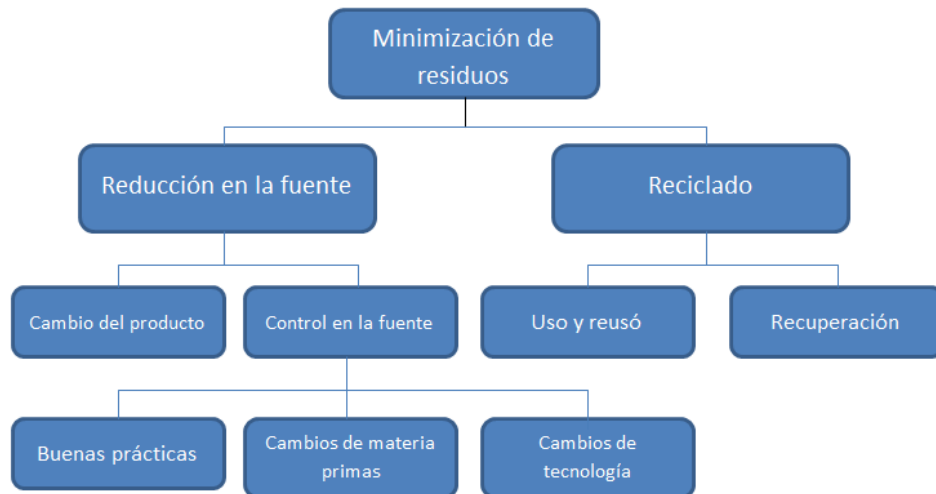 Minimización de
residuos
Reducción en la fuente
Reciclado
Cambio del producto
Control en la fuente
Uso y reusó
Recuperación
Buenas prácticas
Cambios de materia
primas
Cambios de
tecnología